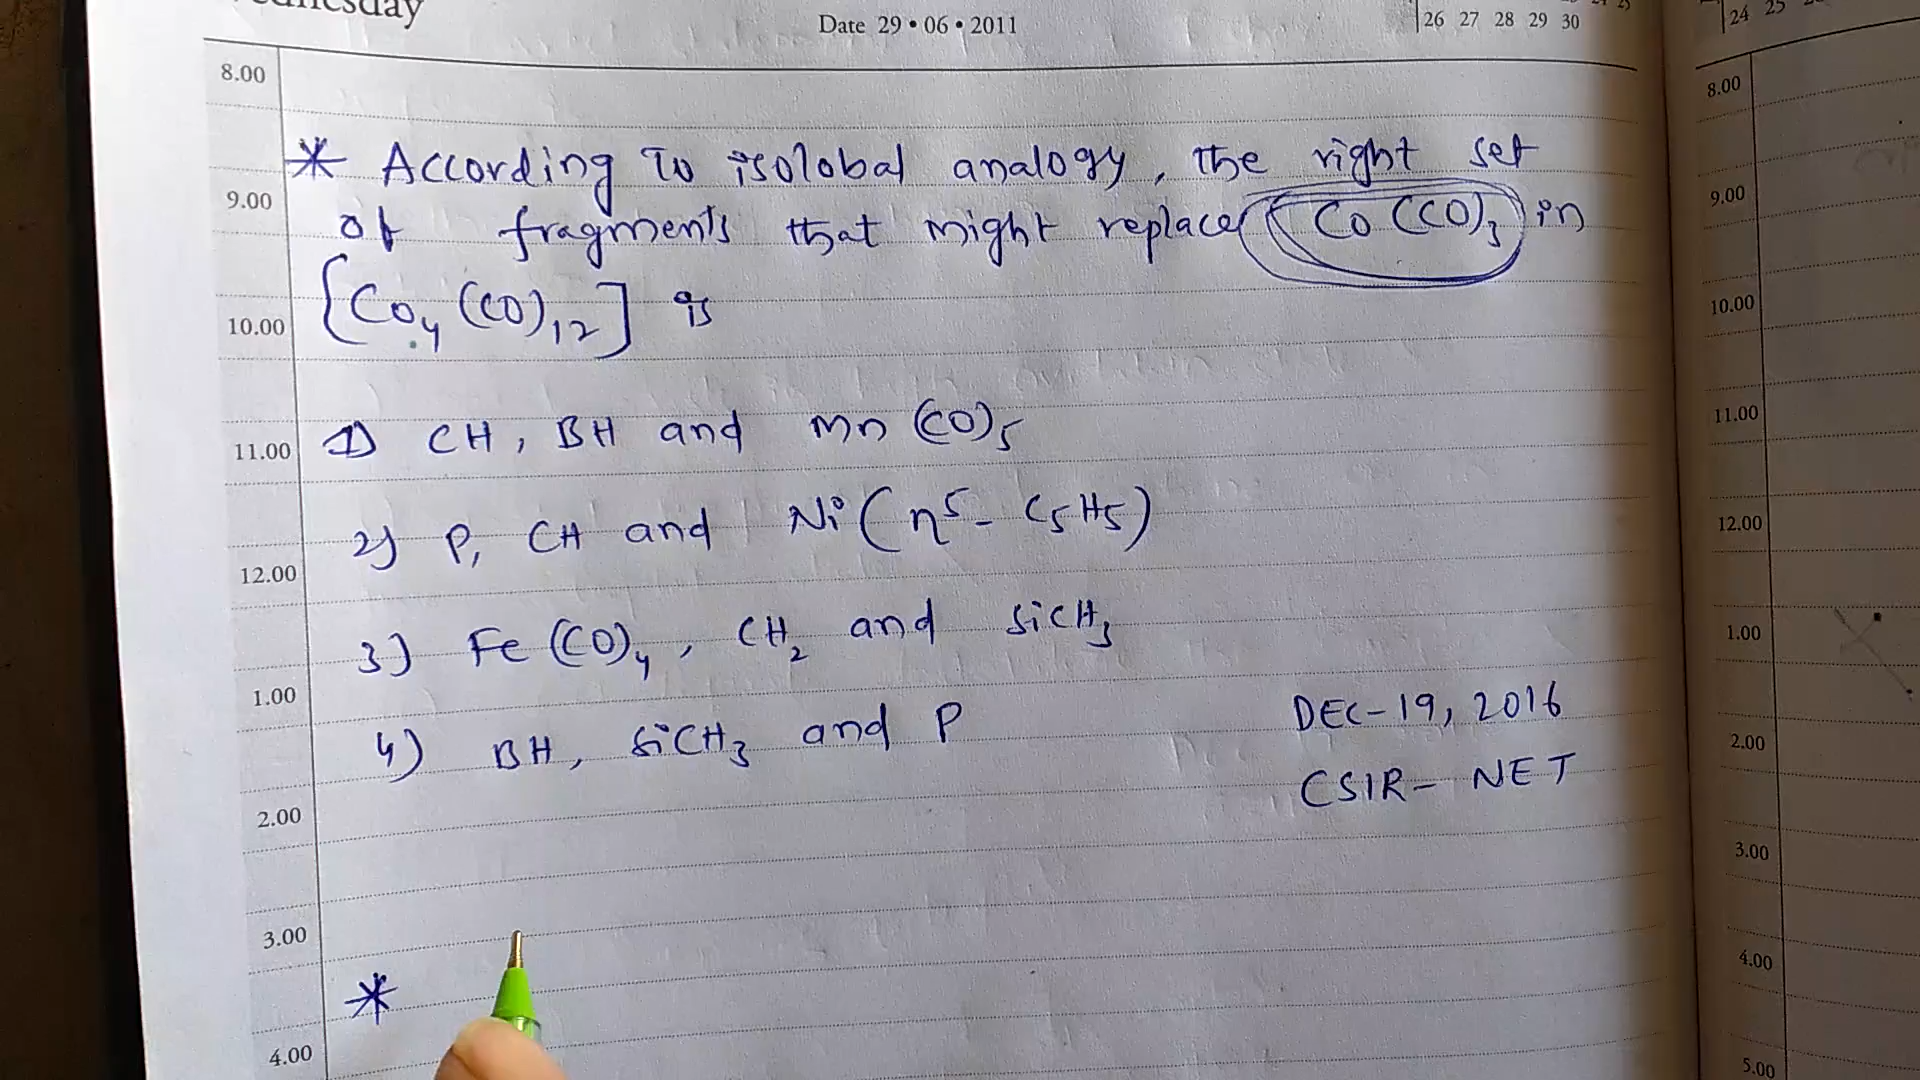 Date 29•06•2011
26 27 28 29 30
24 25
8.00
* According To isolobal analogy, the right set
9.00
of fragments that might replace Co(CO)3 in
[Co4(CO)12] is
10.00
11.00
1) CH, BH and Mn(CO)5
2) P, CH and Ni(η5-C5H5)
12.00
3) Fe(CO)4, CH2 and SiCH3
1.00
4) BH, SiCH3 and P
DEC-19, 2016
CSIR-NET
2.00
3.00
*
4.00
8.00
9.00
10.00
11.00
12.00
1.00
2.00
3.00
4.00
5.00